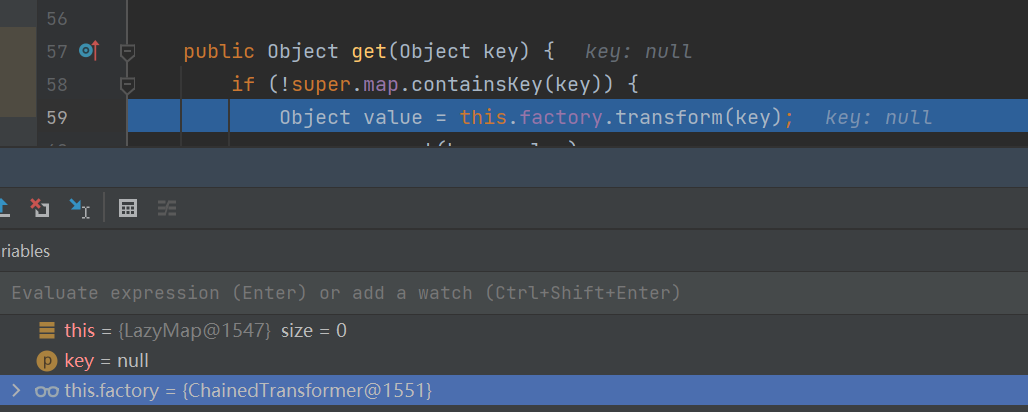 56
57 public Object get(Object key) { key: null
58 if (!super.map.containsKey(key)) {
59 Object value = this.factory.transform(key); key: null
riables
Evaluate expression (Enter) or add a watch (Ctrl+Shift+Enter)
this = {LazyMap@1547} size = 0
p key = null
this.factory = {ChainedTransformer@1551}